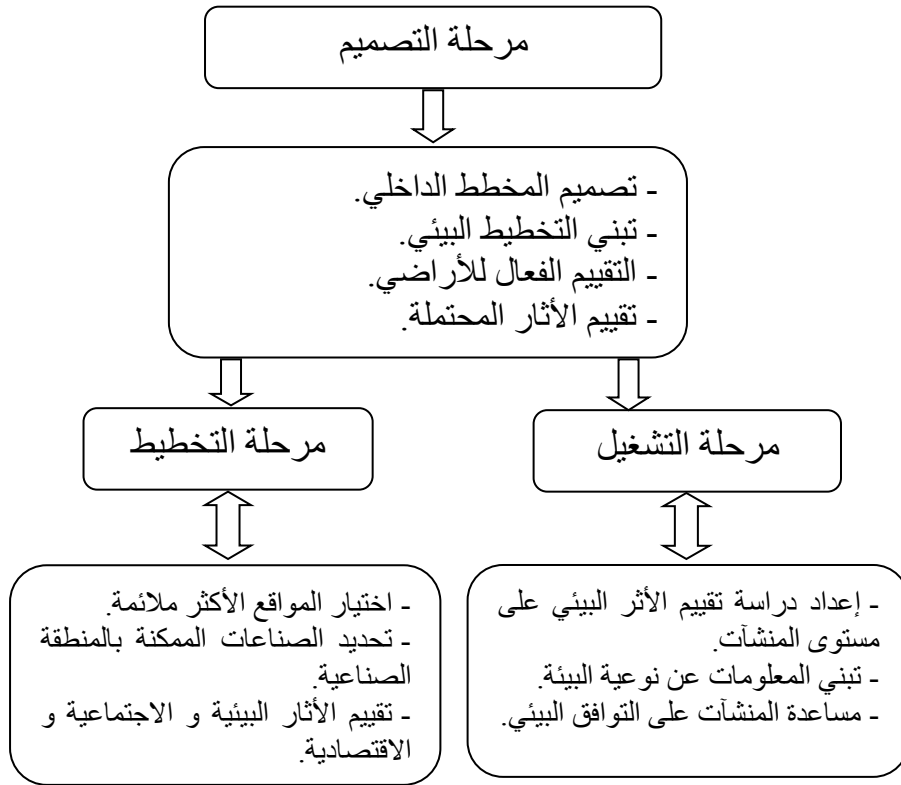 مرحلة التصميم
- تصميم المخطط الداخلي.
- تبني التخطيط البيئي.
- التقييم الفعال للأراضي.
- تقييم الأثار المحتملة.
مرحلة التشغيل
مرحلة التخطيط
- إعداد دراسة تقييم الأثر البيئي على
مستوى المنشآت.
- تبني المعلومات عن نوعية البيئة.
- مساعدة المنشآت على التوافق البيئي.
- اختيار المواقع الأكثر ملائمة.
- تحديد الصناعات الممكنة بالمنطقة
الصناعية.
- تقييم الأثار البيئية و الاجتماعية و
الاقتصادية.